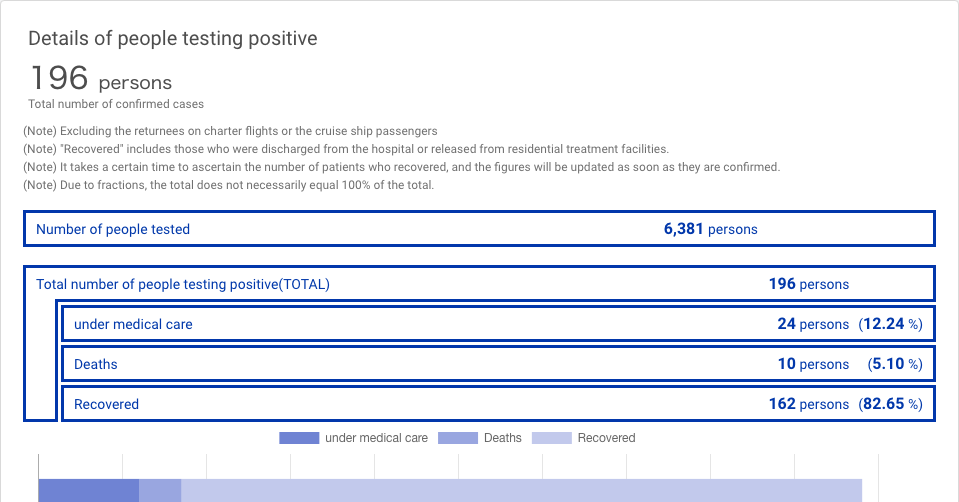 Details of people testing positive
196 persons
Total number of confirmed cases
(Note) Excluding the returnees on charter flights or the cruise ship passengers
(Note) "Recovered" includes those who were discharged from the hospital or released from residential treatment facilities.
(Note) It takes a certain time to ascertain the number of patients who recovered, and the figures will be updated as soon as they are confirmed.
(Note) Due to fractions, the total does not necessarily equal 100% of the total.
Number of people tested 6,381 persons
Total number of people testing positive(TOTAL) 196 persons
under medical care 24 persons (12.24 %)
Deaths 10 persons (5.10 %)
Recovered 162 persons (82.65 %)
under medical care Deaths Recovered